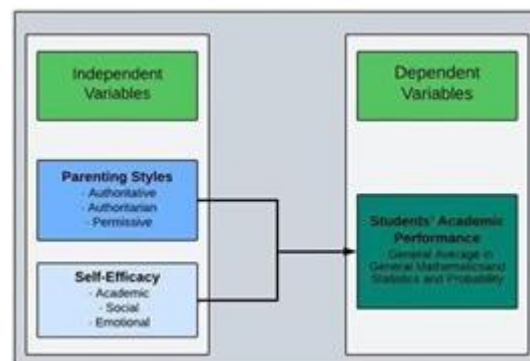 Independent
Variables
Parenting Styles
- Authoritative
- Authoritarian
- Permissive
Self-Efficacy
- Academic
- Social
- Emotional
Dependent
Variables
Students' Academic
Performance
- General Average in
General Mathematicsand
Statistics and Probability